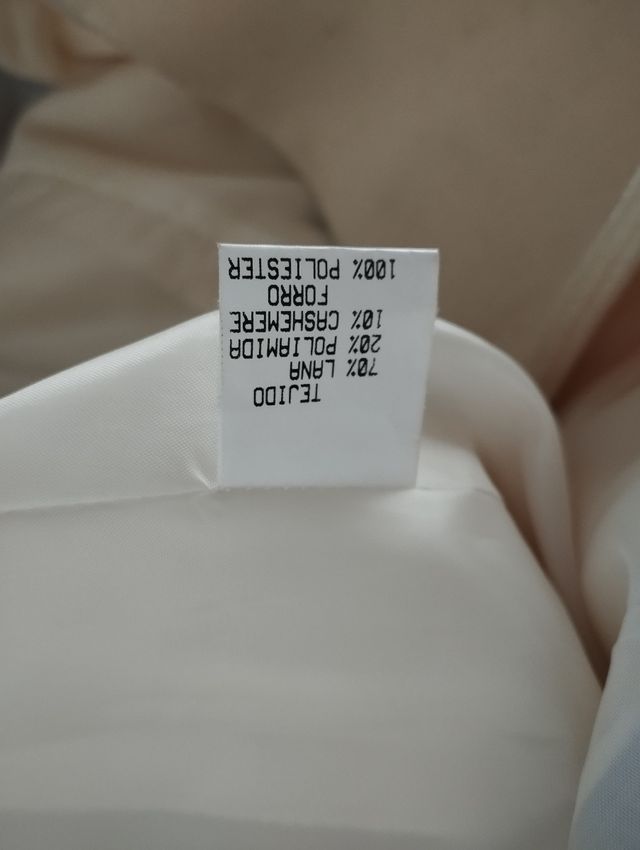 TEJIDO
70% LANA
20% POLIAMIDA
10% CASHEMERE
FORRO
100% POLIESTER